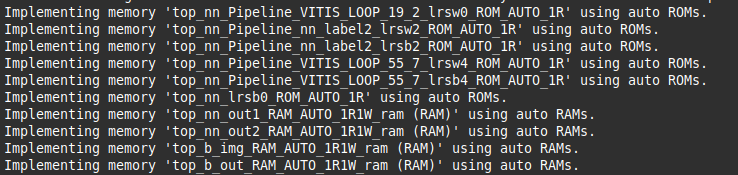 Implementing memory 'top_nn_Pipeline_VITIS_LOOP_19_2_lrsw0_ROM_AUTO_1R' using auto ROMs.
Implementing memory 'top_nn_Pipeline_nn_label2_lrsw2_ROM_AUTO_1R' using auto ROMs.
Implementing memory 'top_nn_Pipeline_nn_label2_lrsb2_ROM_AUTO_1R' using auto ROMs.
Implementing memory 'top_nn_Pipeline_VITIS_LOOP_55_7_lrsw4_ROM_AUTO_1R' using auto ROMs.
Implementing memory 'top_nn_Pipeline_VITIS_LOOP_55_7_lrsb4_ROM_AUTO_1R' using auto ROMs.
Implementing memory 'top_nn_lrsb0_ROM_AUTO_1R' using auto ROMs.
Implementing memory 'top_nn_out1_RAM_AUTO_1R1W_ram (RAM)' using auto RAMs.
Implementing memory 'top_nn_out2_RAM_AUTO_1R1W_ram (RAM)' using auto RAMs.
Implementing memory 'top_b_img_RAM_AUTO_1R1W_ram (RAM)' using auto RAMs.
Implementing memory 'top_b_out_RAM_AUTO_1R1W_ram (RAM)' using auto RAMs.